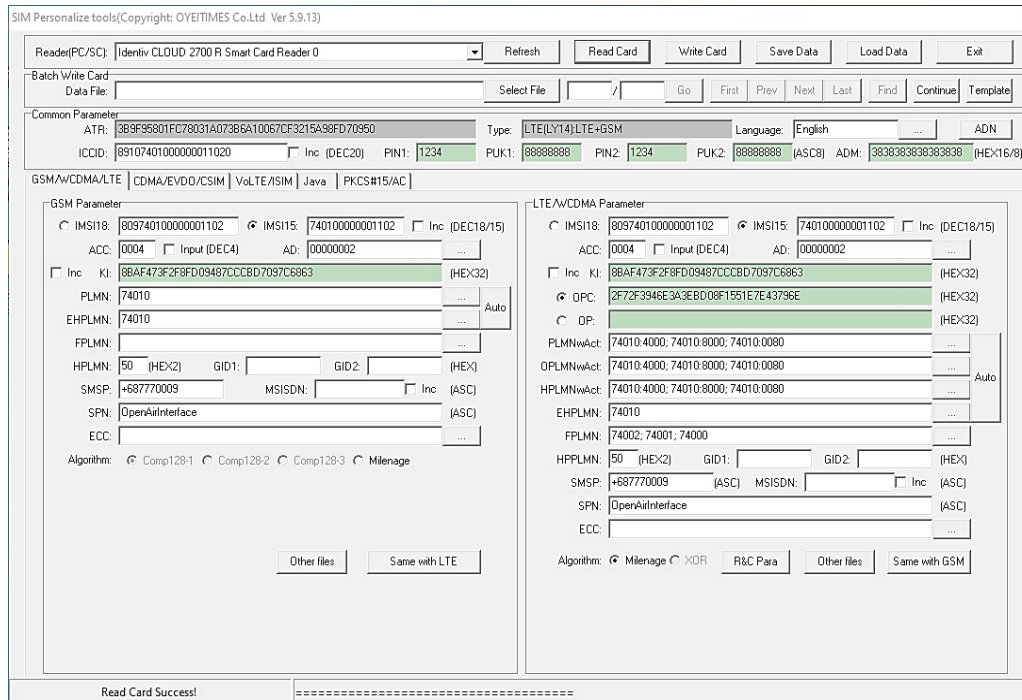 SIM Personalize tools(Copyright: OYEITIMES Co.Ltd Ver 5.9.13)
Reader(PC/SC): Identiv CLOUD 2700 R Smart Card Reader 0 Refresh Read Card Write Card Save Data Load Data Exit
Batch Write Card
Data File: Select File / Go First Prev Next Last Find Continue Template
Common Parameter
ATR: 3B9F95801FC78031A073B6A10067CF3215A98FD70950 Type: LTE(LY14):LTE+GSM Language: English ... ADN
ICCID: 89107401000000011020 Inc (DEC20) PIN1: 1234 PUK1: 88888888 PIN2: 1234 PUK2: 88888888 (ASC8) ADM: 3838383838383838 (HEX16/8)
GSM/WCDMA/LTE CDMA/EVDO/CSIM VoLTE/ISIM Java PKCS#15/AC
GSM Parameter
IMSI18: 809740100000001102 IMSI15: 740100000001102 Inc (DEC18/15)
ACC: 0004 Input (DEC4) AD: 00000002 ...
Inc KI: 8BAF473F2F8FD09487CCCBD7097C6863 (HEX32)
PLMN: 74010 ... Auto
EHPLMN: 74010 ...
FPLMN: ...
HPLMN: 50 (HEX2) GID1: GID2: (HEX)
SMSP: +687770009 MSISDN: Inc (ASC)
SPN: OpenAirInterface (ASC)
ECC: ...
Algorithm: Comp128-1 Comp128-2 Comp128-3 Milenage
Other files Same with LTE
LTE/WCDMA Parameter
IMSI18: 809740100000001102 IMSI15: 740100000001102 Inc (DEC18/15)
ACC: 0004 Input (DEC4) AD: 00000002 ...
Inc KI: 8BAF473F2F8FD09487CCCBD7097C6863 (HEX32)
OPC: 2F72F3946E3A3EBD08F1551E7E43796E (HEX32)
OP: (HEX32)
PLMNwAct: 74010:4000; 74010:8000; 74010:0080 ...
OPLMNwAct: 74010:4000; 74010:8000; 74010:0080 ... Auto
HPLMNwAct: 74010:4000; 74010:8000; 74010:0080 ...
EHPLMN: 74010 ...
FPLMN: 74002; 74001; 74000 ...
HPPLMN: 50 (HEX2) GID1: GID2: (HEX)
SMSP: +687770009 (ASC) MSISDN: Inc (ASC)
SPN: OpenAirInterface (ASC)
ECC: ...
Algorithm: Milenage XOR R&C Para Other files Same with GSM
Read Card Success! =====================================